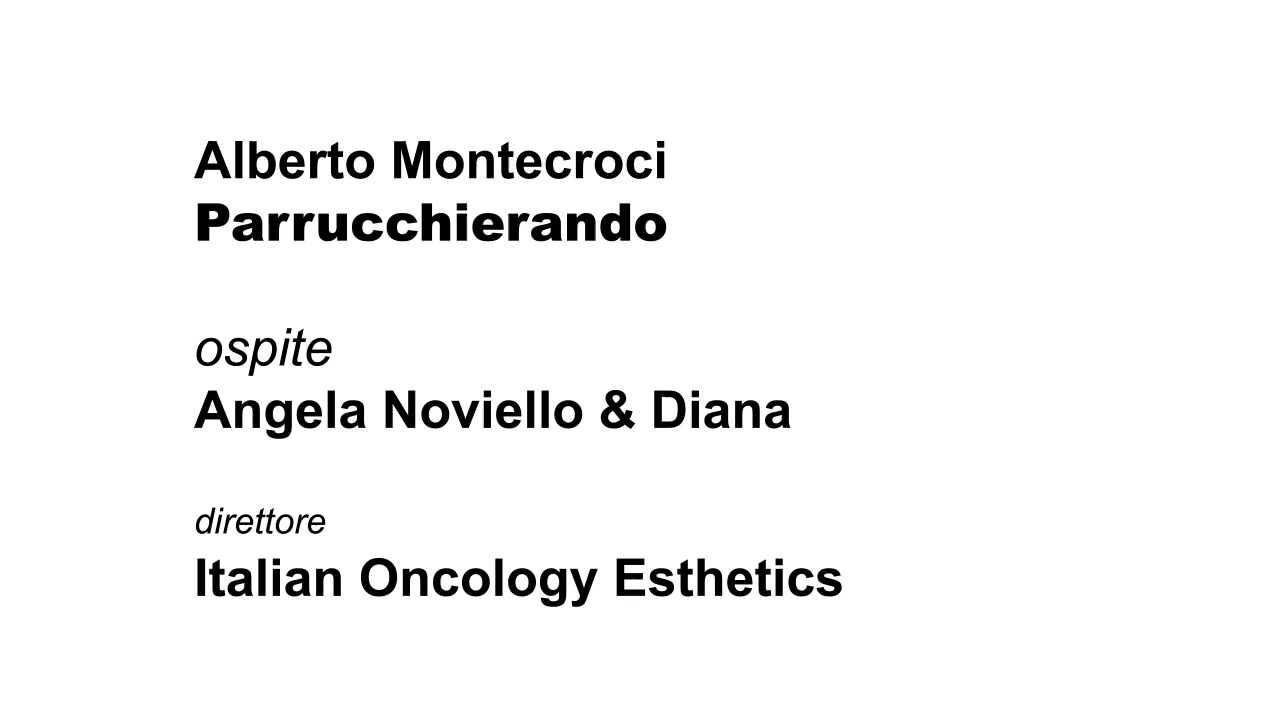 Alberto Montecroci
Parrucchierando
ospite
Angela Noviello & Diana
direttore
Italian Oncology Esthetics